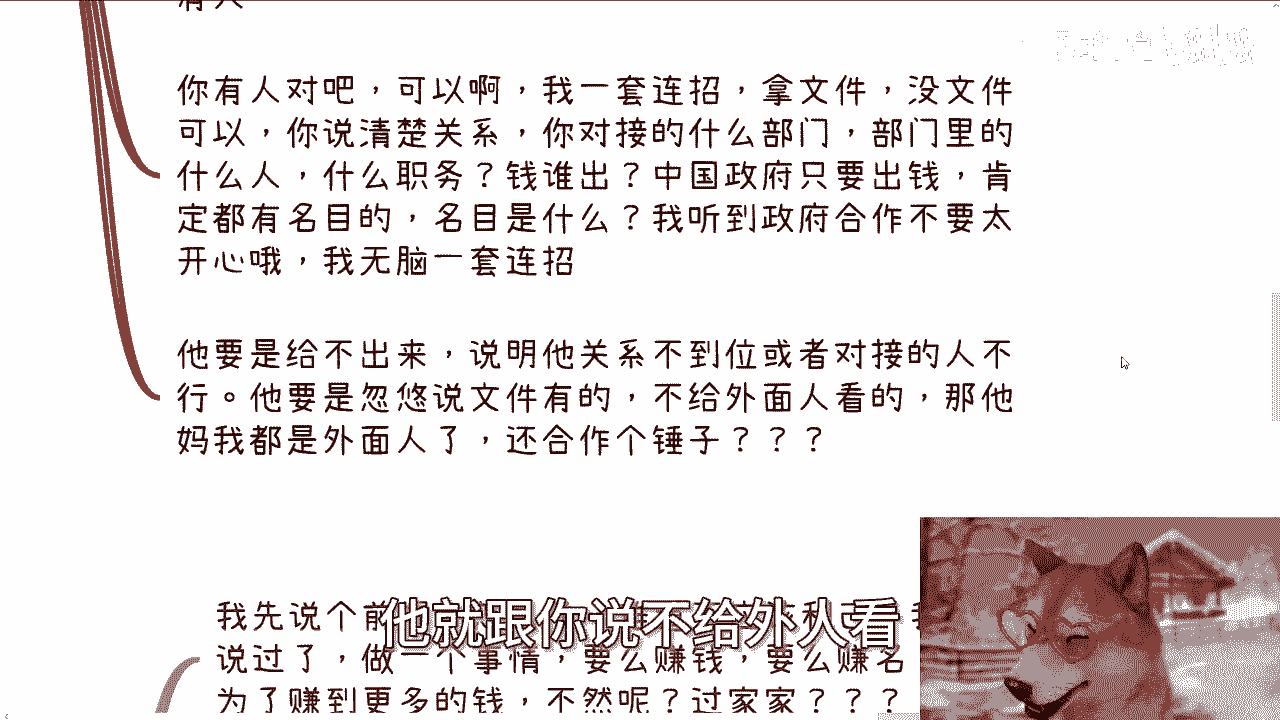 你有人对吧，可以啊，我一套连招，拿文件，没文件
可以，你说清楚关系，你对接的什么部门，部门里的
什么人，什么职务？钱谁出？中国政府只要出钱，肯
定都有名目的，名目是什么？我听到政府合作不要太
开心哦，我无脑一套连招
他要是给不出来，说明他关系不到位或者对接的人不
行。他要是忽悠说文件有的，不给外面人看的，那他
妈我都是外面人了，还合作个锤子？？？
我先说个前
他就跟你说不给外人看
说过了，做一个事情，要么赚钱，要么赚名
为了赚到更多的钱，不然呢？过家家？？？